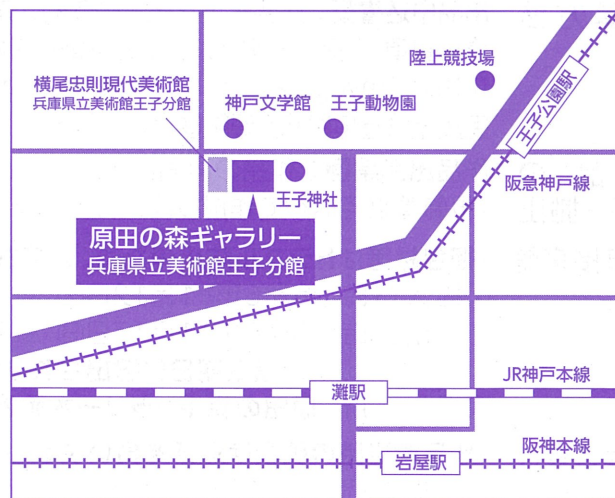 陸上競技場
横尾忠則現代美術館
兵庫県立美術館王子分館
神戸文学館
王子動物園
王子公園駅
阪急神戸線
王子神社
原田の森ギャラリー
兵庫県立美術館王子分館
JR神戸本線
灘駅
阪神本線
岩屋駅